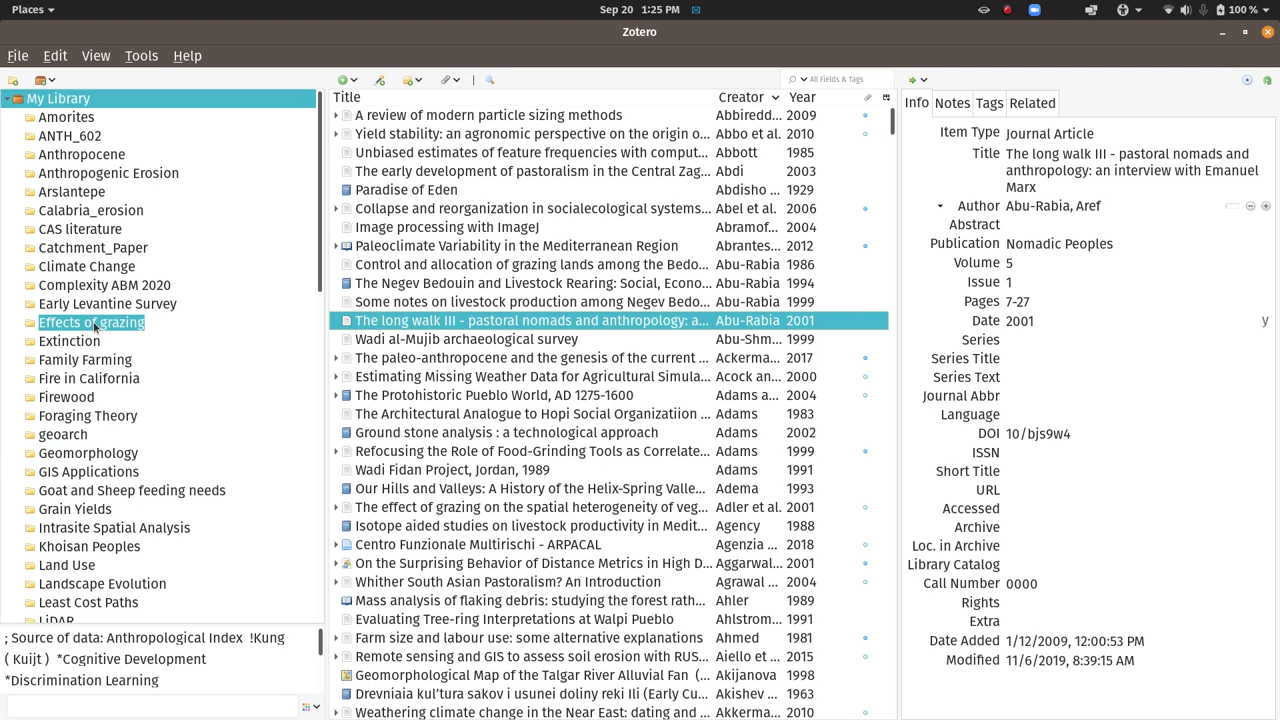 Places
Sep 20 1:25 PM
100 %
Zotero
File Edit View Tools Help
All Fields & Tags
My Library
Amorites
ANTH_602
Anthropocene
Anthropogenic Erosion
Arslantepe
Calabria_erosion
CAS literature
Catchment_Paper
Climate Change
Complexity ABM 2020
Early Levantine Survey
Effects of grazing
Extinction
Family Farming
Fire in California
Firewood
Foraging Theory
geoarch
Geomorphology
GIS Applications
Goat and Sheep feeding needs
Grain Yields
Intrasite Spatial Analysis
Khoisan Peoples
Land Use
Landscape Evolution
Least Cost Paths
LiDAR
; Source of data: Anthropological Index !Kung
( Kuijt ) *Cognitive Development
*Discrimination Learning
Title Creator Year
A review of modern particle sizing methods Abbiredd... 2009
Yield stability: an agronomic perspective on the origin o... Abbo et al. 2010
Unbiased estimates of feature frequencies with comput... Abbott 1985
The early development of pastoralism in the Central Zag... Abdi 2003
Paradise of Eden Abdisho ... 1929
Collapse and reorganization in socialecological systems... Abel et al. 2006
Image processing with ImageJ Abramof... 2004
Paleoclimate Variability in the Mediterranean Region Abrantes... 2012
Control and allocation of grazing lands among the Bedo... Abu-Rabia 1986
The Negev Bedouin and Livestock Rearing: Social, Econo... Abu-Rabia 1994
Some notes on livestock production among Negev Bedo... Abu-Rabia 1999
The long walk III - pastoral nomads and anthropology: a... Abu-Rabia 2001
Wadi al-Mujib archaeological survey Abu-Shm... 1999
The paleo-anthropocene and the genesis of the current ... Ackerma... 2017
Estimating Missing Weather Data for Agricultural Simula... Acock an... 2000
The Protohistoric Pueblo World, AD 1275-1600 Adams a... 2004
The Architectural Analogue to Hopi Social Organizatiion ... Adams 1983
Ground stone analysis : a technological approach Adams 2002
Refocusing the Role of Food-Grinding Tools as Correlate... Adams 1999
Wadi Fidan Project, Jordan, 1989 Adams 1991
Our Hills and Valleys: A History of the Helix-Spring Valle... Adema 1993
The effect of grazing on the spatial heterogeneity of veg... Adler et al. 2001
Isotope aided studies on livestock productivity in Medit... Agency 1988
Centro Funzionale Multirischi - ARPACAL Agenzia ... 2018
On the Surprising Behavior of Distance Metrics in High D... Aggarwal... 2001
Whither South Asian Pastoralism? An Introduction Agrawal ... 2004
Mass analysis of flaking debris: studying the forest rath... Ahler 1989
Evaluating Tree-ring Interpretations at Walpi Pueblo Ahlstrom... 1991
Farm size and labour use: some alternative explanations Ahmed 1981
Remote sensing and GIS to assess soil erosion with RUS... Aiello et ... 2015
Geomorphological Map of the Talgar River Alluvial Fan (... Akijanova 1998
Drevniaia kul'tura sakov i usunei doliny reki Ili (Early Cu... Akishev ... 1963
Weathering climate change in the Near East: dating and ... Akkerma... 2010
Info Notes Tags Related
Item Type Journal Article
Title The long walk III - pastoral nomads and
anthropology: an interview with Emanuel
Marx
Author Abu-Rabia, Aref
Abstract
Publication Nomadic Peoples
Volume 5
Issue 1
Pages 7-27
Date 2001 y
Series
Series Title
Series Text
Journal Abbr
Language
DOI 10/bjs9w4
ISSN
Short Title
URL
Accessed
Archive
Loc. in Archive
Library Catalog
Call Number 0000
Rights
Extra
Date Added 1/12/2009, 12:00:53 PM
Modified 11/6/2019, 8:39:15 AM